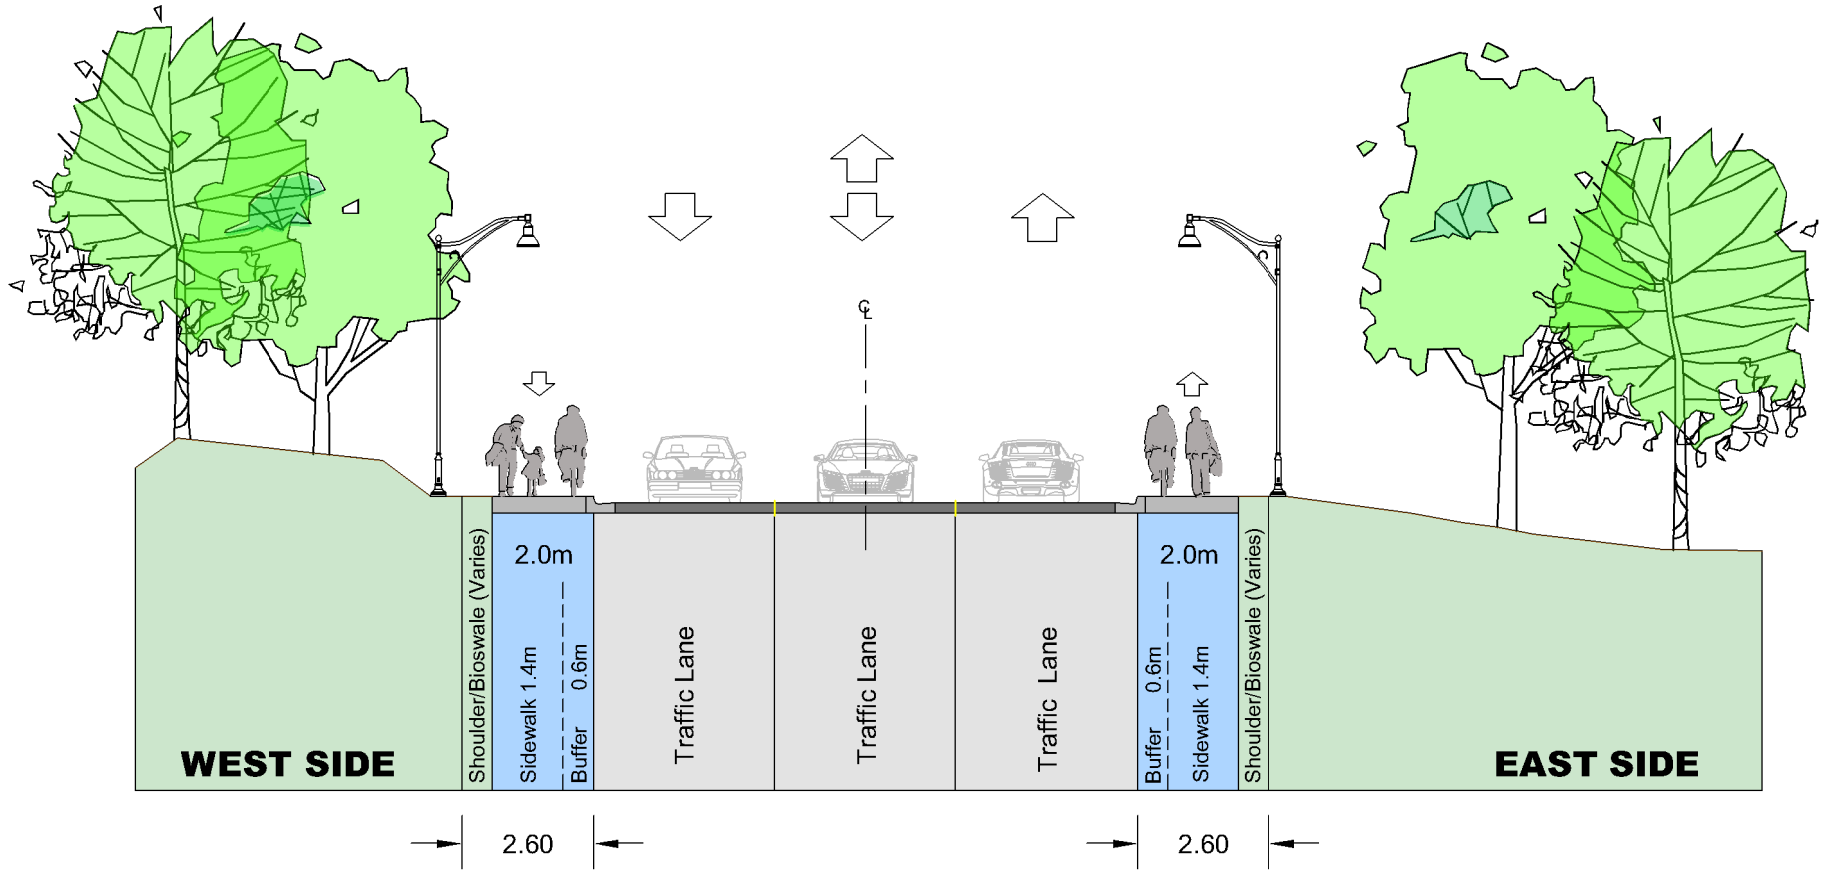 ℄
2.0m
2.0m
Shoulder/Bioswale (Varies)
Sidewalk 1.4m
Buffer 0.6m
Traffic Lane
Traffic Lane
Traffic Lane
Buffer 0.6m
Sidewalk 1.4m
Shoulder/Bioswale (Varies)
WEST SIDE
EAST SIDE
2.60
2.60